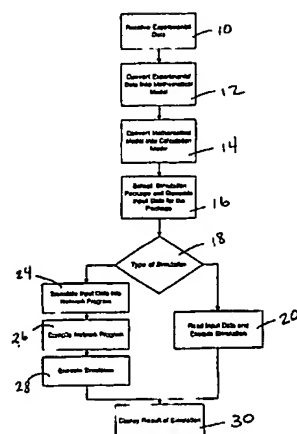 Receive Experimental
Data
10
Convert Experimental
Data Into Mathematical
Model
12
Convert Mathematical
Model into Calculation
Model
14
Select Simulation
Package and Generate
Input Data for the
Package
16
Type of Simulation
18
24
Translate Input Data into
Network Program
26
Compile Network Program
28
Execute Simulation
Read Input Data and
Execute Simulation
20
Display Result of Simulation
30